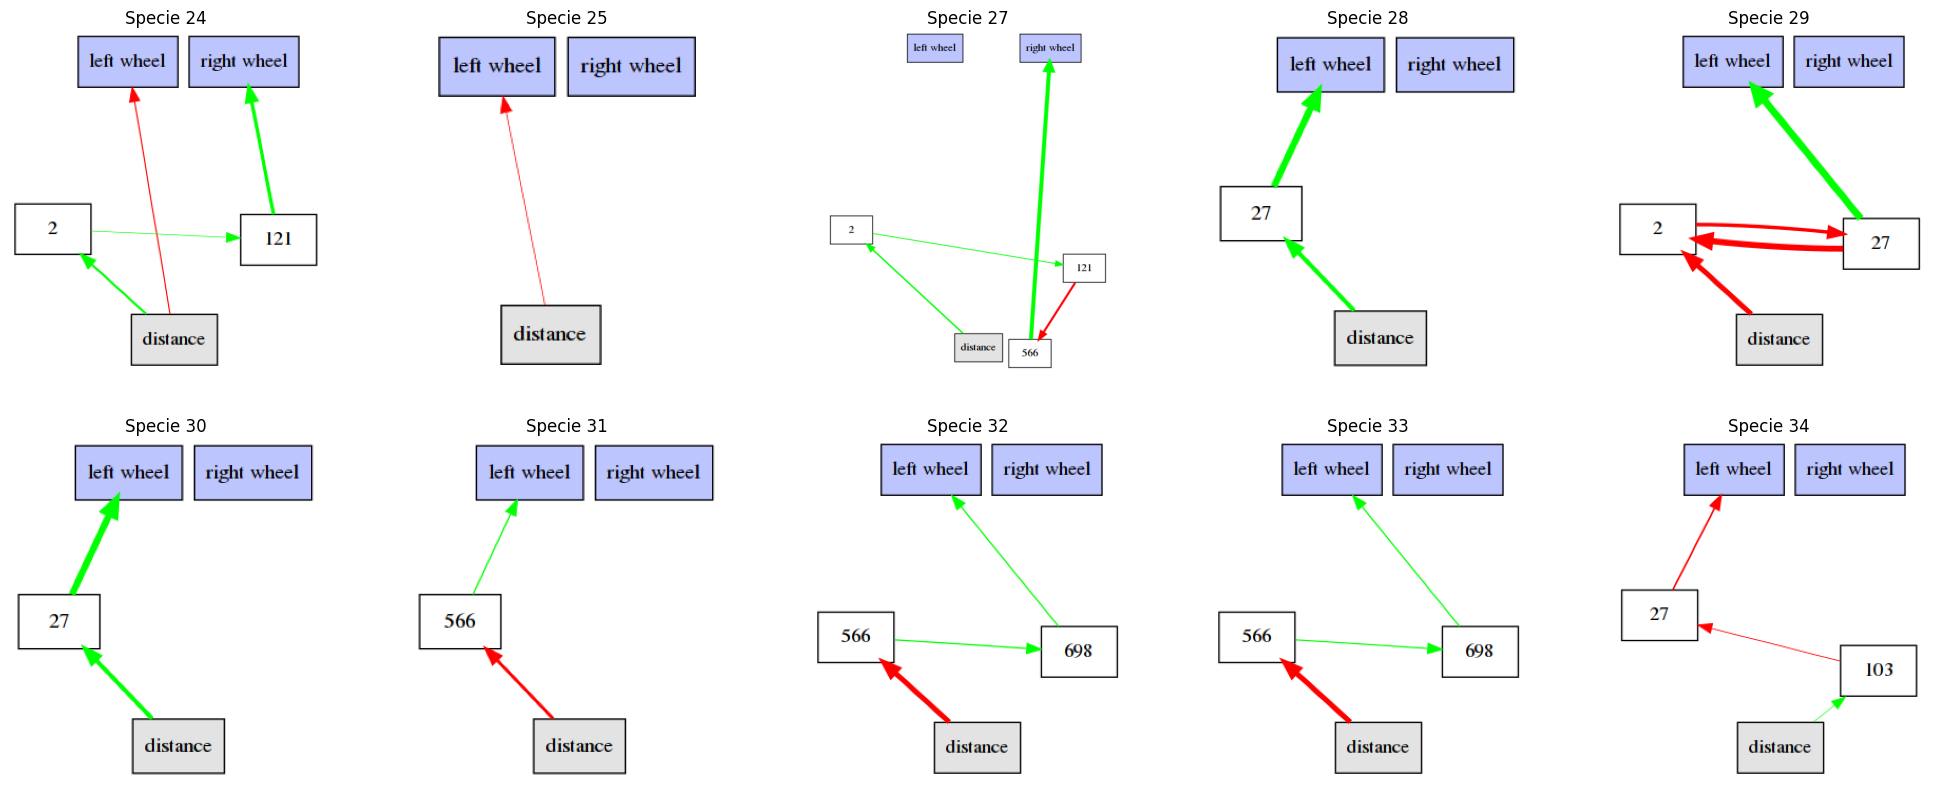 Specie 24
left wheel right wheel
2
121
distance
Specie 25
left wheel right wheel
distance
Specie 27
left wheel right wheel
2
121
distance
566
Specie 28
left wheel right wheel
27
distance
Specie 29
left wheel right wheel
2
27
distance
Specie 30
left wheel right wheel
27
distance
Specie 31
left wheel right wheel
566
distance
Specie 32
left wheel right wheel
566
698
distance
Specie 33
left wheel right wheel
566
698
distance
Specie 34
left wheel right wheel
27
103
distance